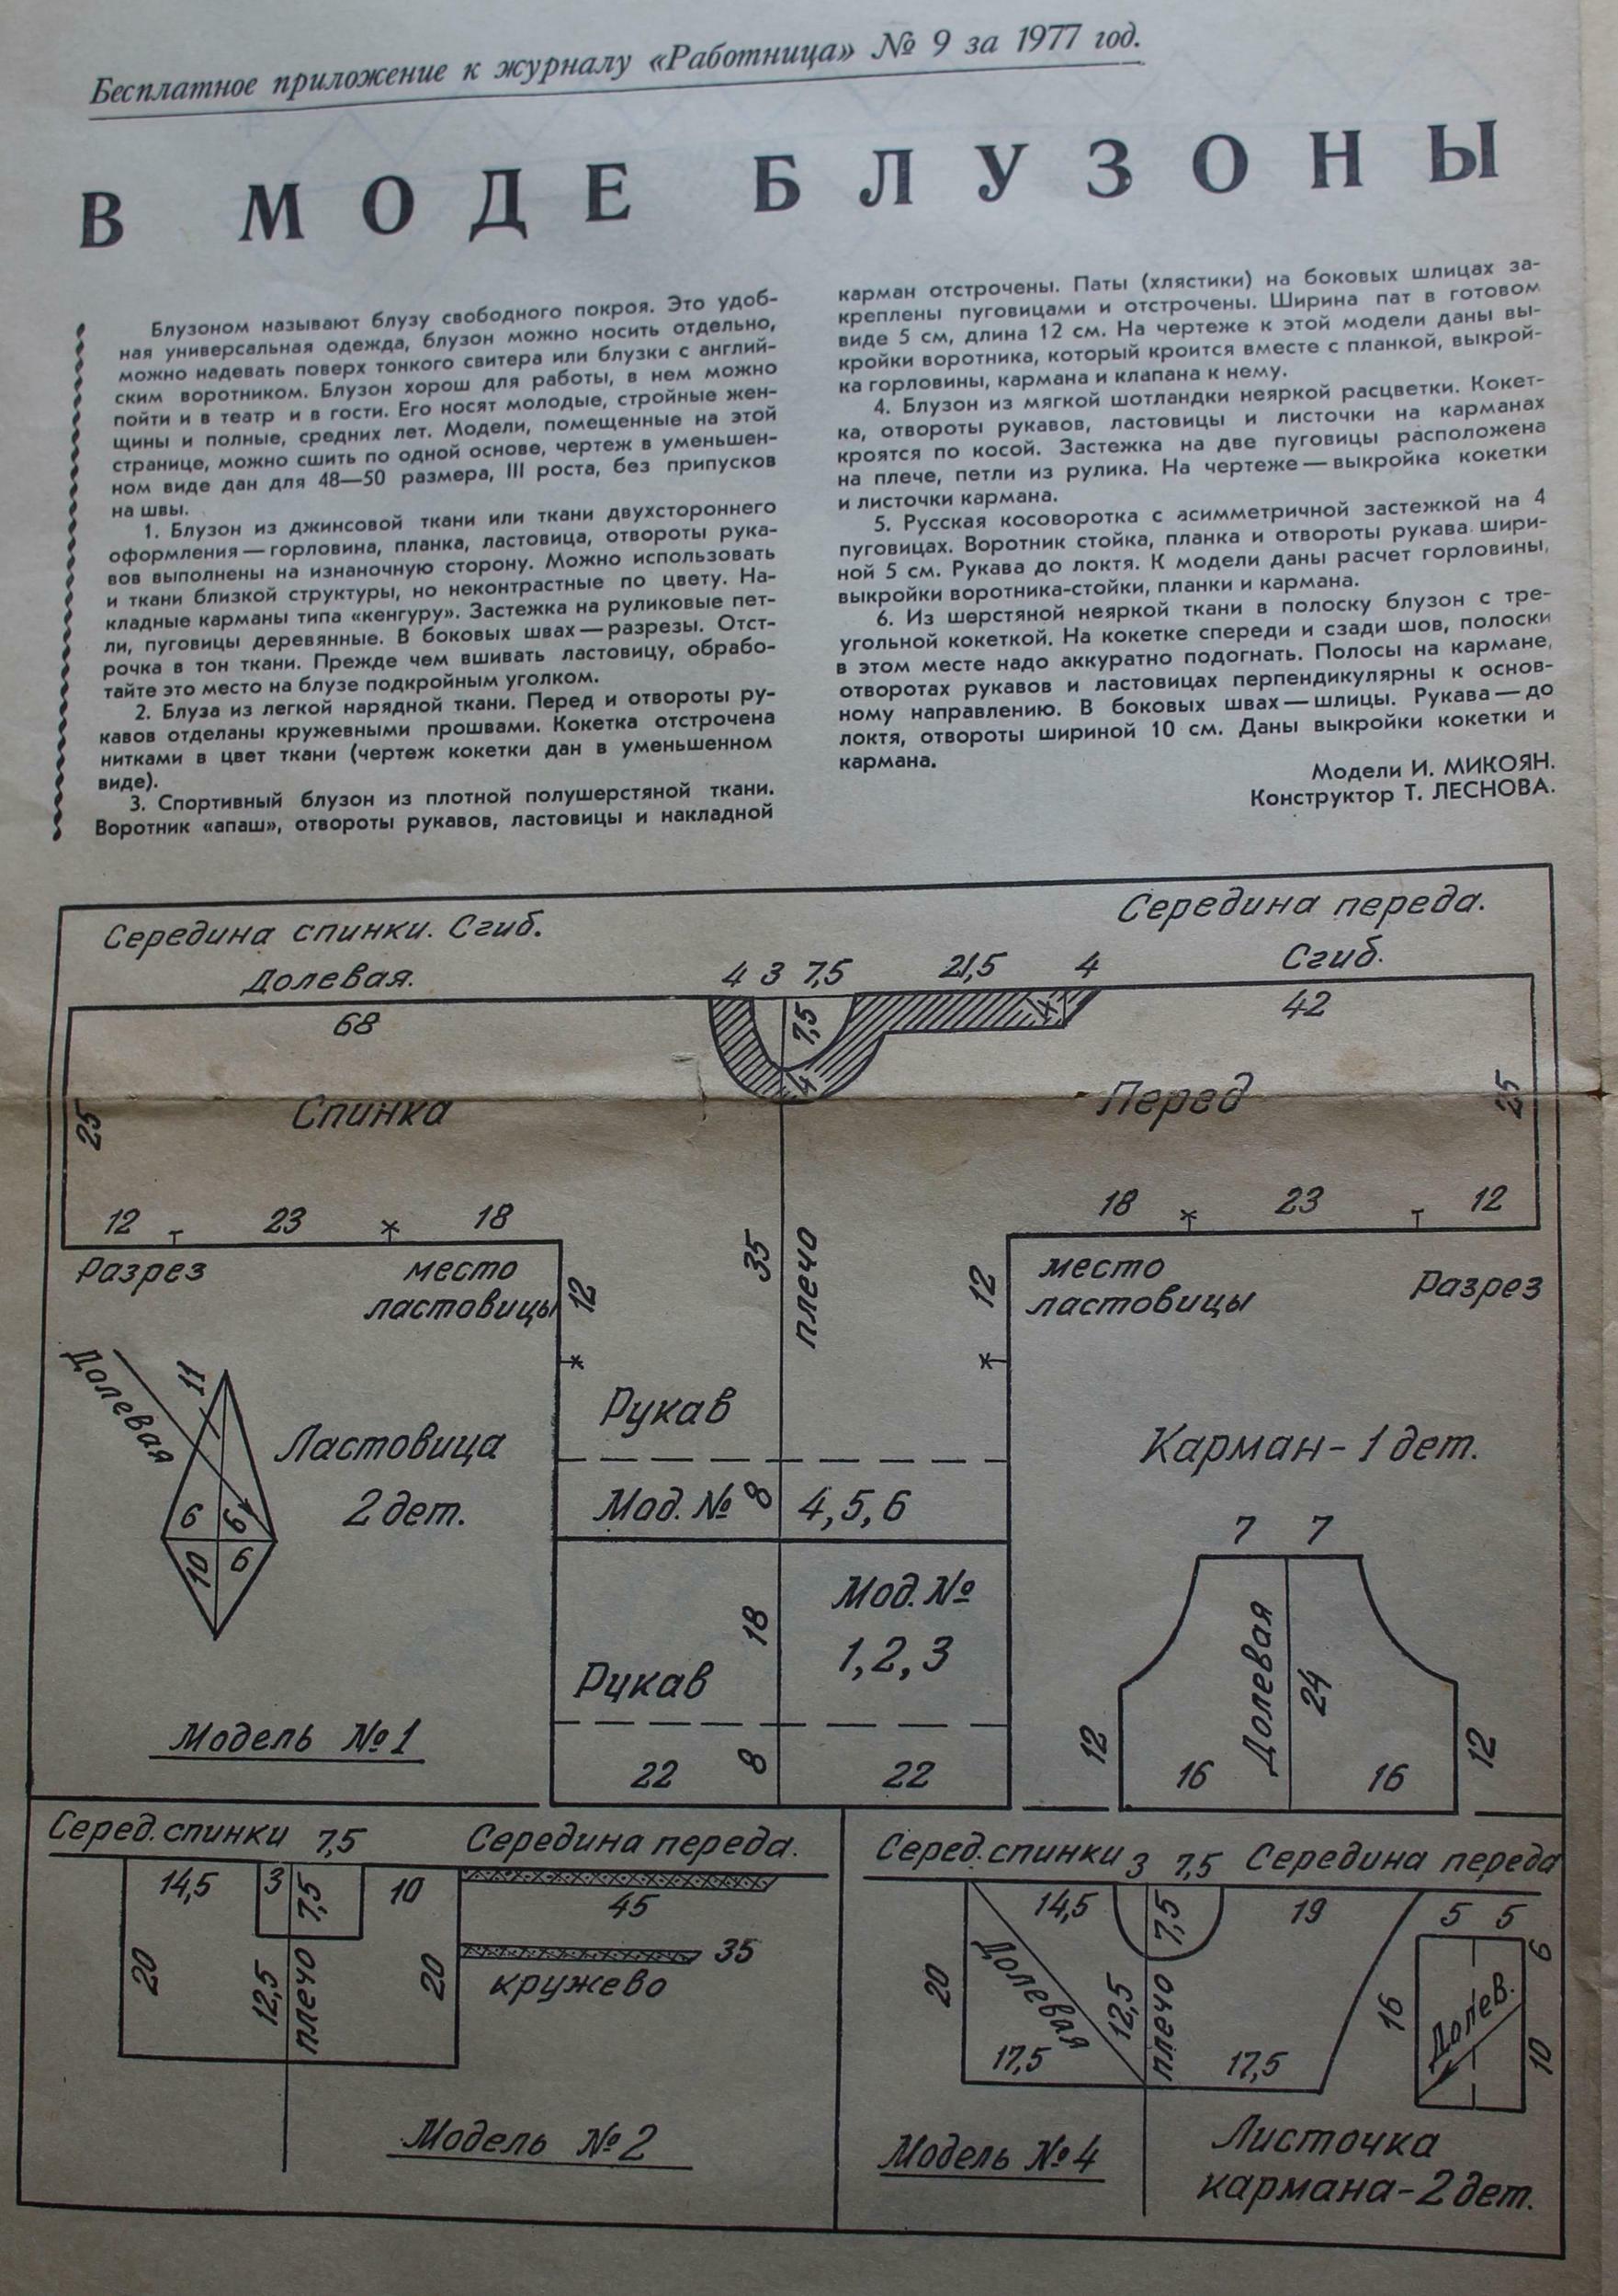 Бесплатное приложение к журналу «Работница» № 9 за 1977 год.
В МОДЕ БЛУЗОНЫ
Блузоном называют блузу свободного покроя. Это удоб-
ная универсальная одежда, блузон можно носить отдельно,
можно надевать поверх тонкого свитера или блузки с англий-
ским воротником. Блузон хорош для работы, в нем можно
пойти и в театр и в гости. Его носят молодые, стройные жен-
щины и полные, средних лет. Модели, помещенные на этой
странице, можно сшить по одной основе, чертеж в уменьшен-
ном виде дан для 48—50 размера, III роста, без припусков
на швы.
1. Блузон из джинсовой ткани или ткани двухстороннего
оформления — горловина, планка, ластовица, отвороты рука-
вов выполнены на изнаночную сторону. Можно использовать
и ткани близкой структуры, но неконтрастные по цвету. На-
кладные карманы типа «кенгуру». Застежка на руликовые пет-
ли, пуговицы деревянные. В боковых швах — разрезы. Отст-
рочка в тон ткани. Прежде чем вшивать ластовицу, обрабо-
тайте это место на блузе подкройным уголком.
2. Блуза из легкой нарядной ткани. Перед и отвороты ру-
кавов отделаны кружевными прошвами. Кокетка отстрочена
нитками в цвет ткани (чертеж кокетки дан в уменьшенном
виде).
3. Спортивный блузон из плотной полушерстяной ткани.
Воротник «апаш», отвороты рукавов, ластовицы и накладной
карман отстрочены. Паты (хлястики) на боковых шлицах за-
креплены пуговицами и отстрочены. Ширина пат в готовом
виде 5 см, длина 12 см. На чертеже к этой модели даны вы-
кройки воротника, который кроится вместе с планкой, выкрой-
ка горловины, кармана и клапана к нему.
4. Блузон из мягкой шотландки неяркой расцветки. Кокет-
ка, отвороты рукавов, ластовицы и листочки на карманах
кроятся по косой. Застежка на две пуговицы расположена
на плече, петли из рулика. На чертеже — выкройка кокетки
и листочки кармана.
5. Русская косоворотка с асимметричной застежкой на 4
пуговицах. Воротник стойка, планка и отвороты рукава шири-
ной 5 см. Рукава до локтя. К модели даны расчет горловины,
выкройки воротника-стойки, планки и кармана.
6. Из шерстяной неяркой ткани в полоску блузон с тре-
угольной кокеткой. На кокетке спереди и сзади шов, полоски
в этом месте надо аккуратно подогнать. Полосы на кармане,
отворотах рукавов и ластовицах перпендикулярны к основ-
ному направлению. В боковых швах — шлицы. Рукава — до
локтя, отвороты шириной 10 см. Даны выкройки кокетки и
кармана.
Модели И. МИКОЯН.
Конструктор Т. ЛЕСНОВА.
Середина спинки. Сгиб.
Середина переда.
Долевая.
4 3 7,5 21,5 4
Сгиб.
68
7,5
4
42
4
25
Спинка
Перед
25
12 23 18
18 23 12
Разрез
место
ластовицы
12
35
плечо
12
место
ластовицы
Разрез
Долевая
11
6 6
10 6
Ластовица
2 дет.
Рукав
Мод. № 8 4,5,6
Карман - 1 дет.
7 7
Мод. №
1,2,3
18
Рукав
22 8 22
Долевая
24
12 16 16 12
Модель №1
Серед. спинки 7,5 Середина переда.
14,5 3 7,5 10
45
35
кружево
20 12,5 плечо 20
Модель № 2
Серед. спинки 3 7,5 Середина переда
14,5 7,5 19
5 5
6
Долевая
20 12,5 плечо
16 Долев. 10
17,5 17,5
Модель №4
Листочка
кармана - 2 дет.